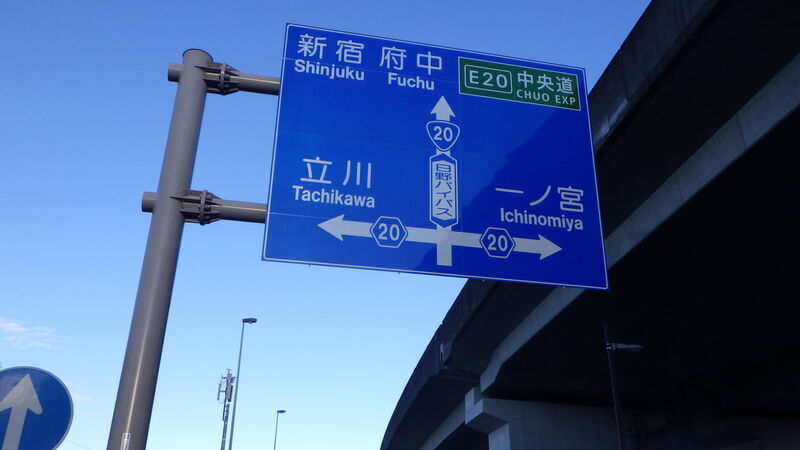 新宿 府中
Shinjuku Fuchu
E20 中央道
CHUO EXP
20
日野バイパス
立川
Tachikawa
一ノ宮
Ichinomiya
20
20